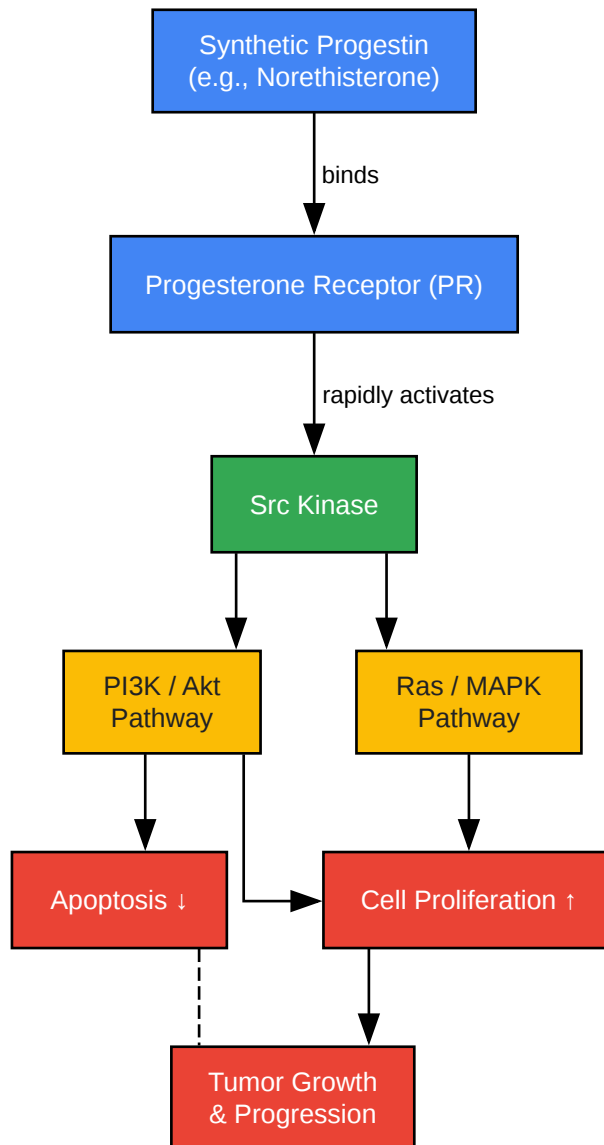 Synthetic Progestin
(e.g., Norethisterone)
binds
Progesterone Receptor (PR)
rapidly activates
Src Kinase
PI3K / Akt
Pathway
Ras / MAPK
Pathway
Apoptosis ↓
Cell Proliferation ↑
Tumor Growth
& Progression